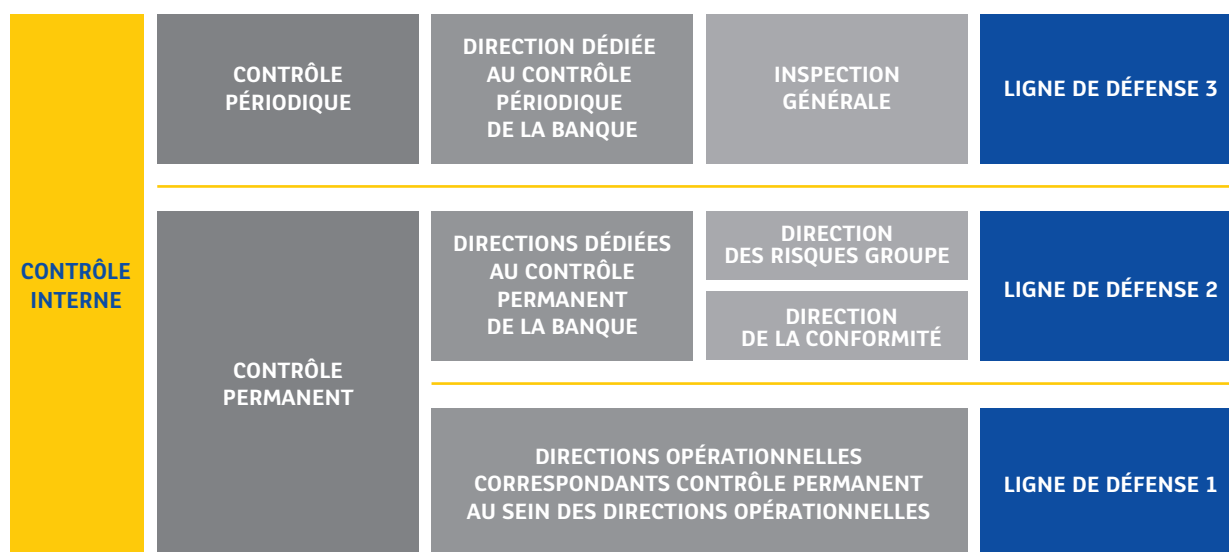 CONTRÔLE
INTERNE
CONTRÔLE
PÉRIODIQUE
DIRECTION DÉDIÉE
AU CONTRÔLE
PÉRIODIQUE
DE LA BANQUE
INSPECTION
GÉNÉRALE
LIGNE DE DÉFENSE 3
CONTRÔLE
PERMANENT
DIRECTIONS DÉDIÉES
AU CONTRÔLE
PERMANENT
DE LA BANQUE
DIRECTION
DES RISQUES GROUPE
DIRECTION
DE LA CONFORMITÉ
LIGNE DE DÉFENSE 2
DIRECTIONS OPÉRATIONNELLES
CORRESPONDANTS CONTRÔLE PERMANENT
AU SEIN DES DIRECTIONS OPÉRATIONNELLES
LIGNE DE DÉFENSE 1